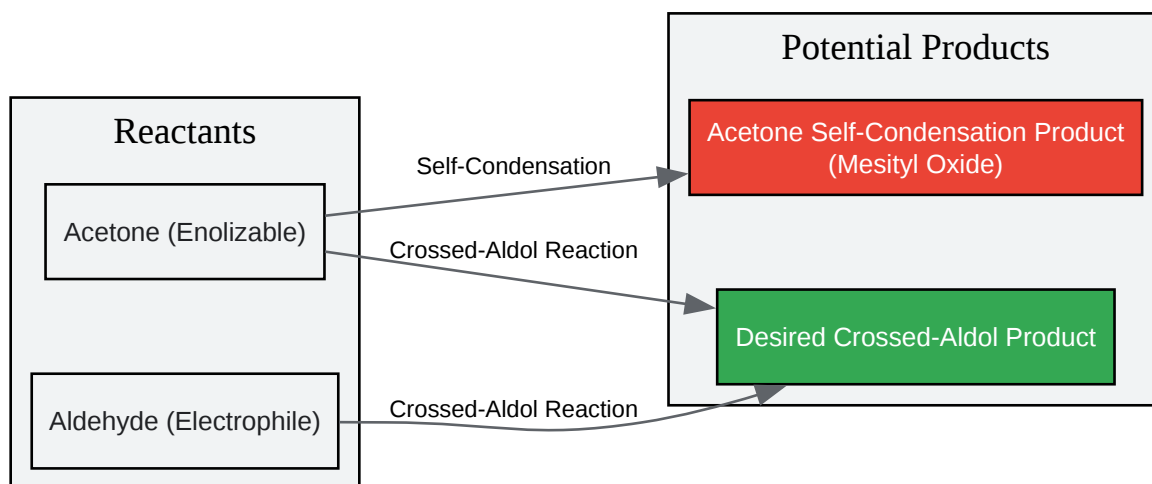 Reactants
Acetone (Enolizable)
Aldehyde (Electrophile)
Self-Condensation
Crossed-Aldol Reaction
Crossed-Aldol Reaction
Potential Products
Acetone Self-Condensation Product
(Mesityl Oxide)
Desired Crossed-Aldol Product